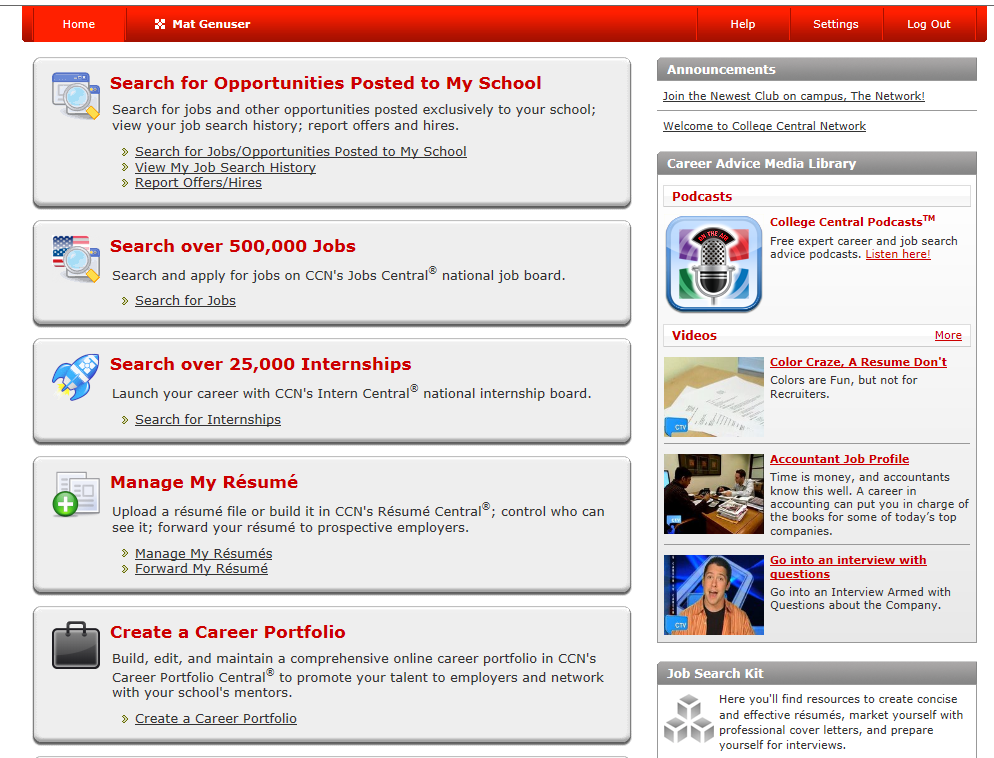 Home
Mat Genuser
Help
Settings
Log Out
Search for Opportunities Posted to My School
Search for jobs and other opportunities posted exclusively to your school;
view your job search history; report offers and hires.
Search for Jobs/Opportunities Posted to My School
View My Job Search History
Report Offers/Hires
Search over 500,000 Jobs
Search and apply for jobs on CCN's Jobs Central® national job board.
Search for Jobs
Search over 25,000 Internships
Launch your career with CCN's Intern Central® national internship board.
Search for Internships
Manage My Résumé
Upload a résumé file or build it in CCN's Résumé Central®; control who can
see it; forward your résumé to prospective employers.
Manage My Résumés
Forward My Résumé
Create a Career Portfolio
Build, edit, and maintain a comprehensive online career portfolio in CCN's
Career Portfolio Central® to promote your talent to employers and network
with your school's mentors.
Create a Career Portfolio
Announcements
Join the Newest Club on campus, The Network!
Welcome to College Central Network
Career Advice Media Library
Podcasts
ON THE AIR
College Central Podcasts™
Free expert career and job search
advice podcasts. Listen here!
Videos
More
CTV
Color Craze, A Resume Don't
Colors are Fun, but not for
Recruiters.
Accountant Job Profile
Time is money, and accountants
know this well. A career in
accounting can put you in charge of
the books for some of today’s top
companies.
CTV
Go into an interview with
questions
Go into an Interview Armed with
Questions about the Company.
CTV
Job Search Kit
Here you'll find resources to create concise
and effective résumés, market yourself with
professional cover letters, and prepare
yourself for interviews.